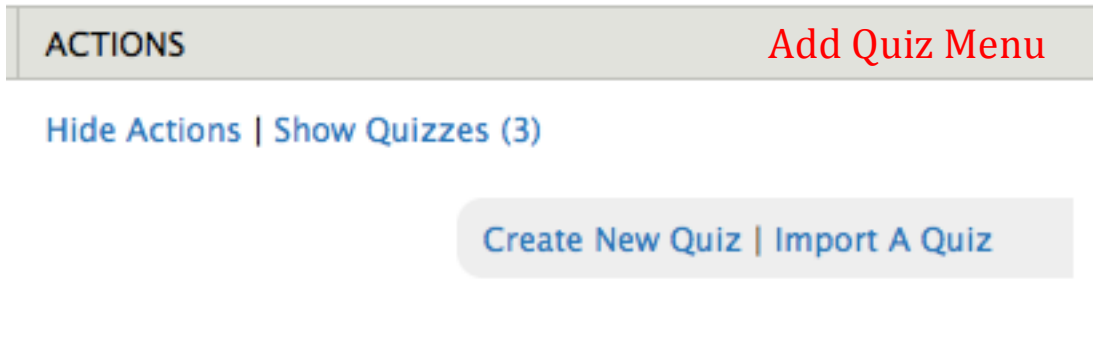 ACTIONS Add Quiz Menu
Hide Actions | Show Quizzes (3)
Create New Quiz | Import A Quiz